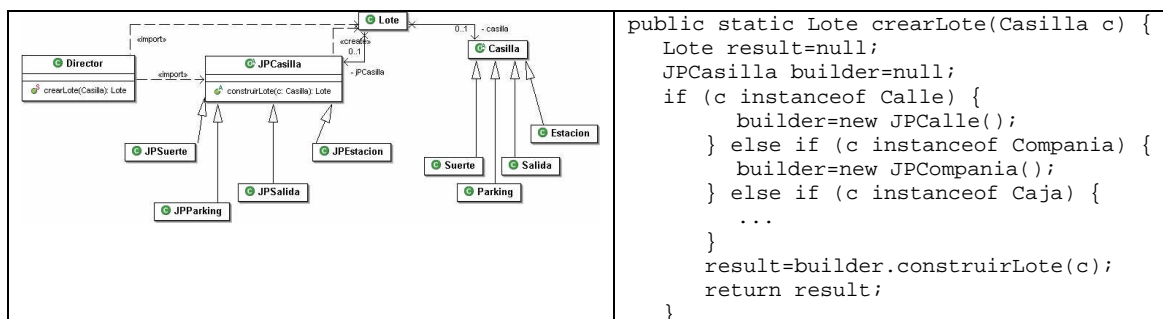 Lote
0..1
- casilla
«import»
«create»
0..1
Casilla
Director
JPCasilla
- jPCasilla
«import»
crearLote(Casilla): Lote
construirLote(c: Casilla): Lote
Estacion
JPSuerte
JPEstacion
Suerte
Salida
JPSalida
Parking
JPParking
public static Lote crearLote(Casilla c) {
Lote result=null;
JPCasilla builder=null;
if (c instanceof Calle) {
builder=new JPCalle();
} else if (c instanceof Compania) {
builder=new JPCompania();
} else if (c instanceof Caja) {
...
}
result=builder.construirLote(c);
return result;
}